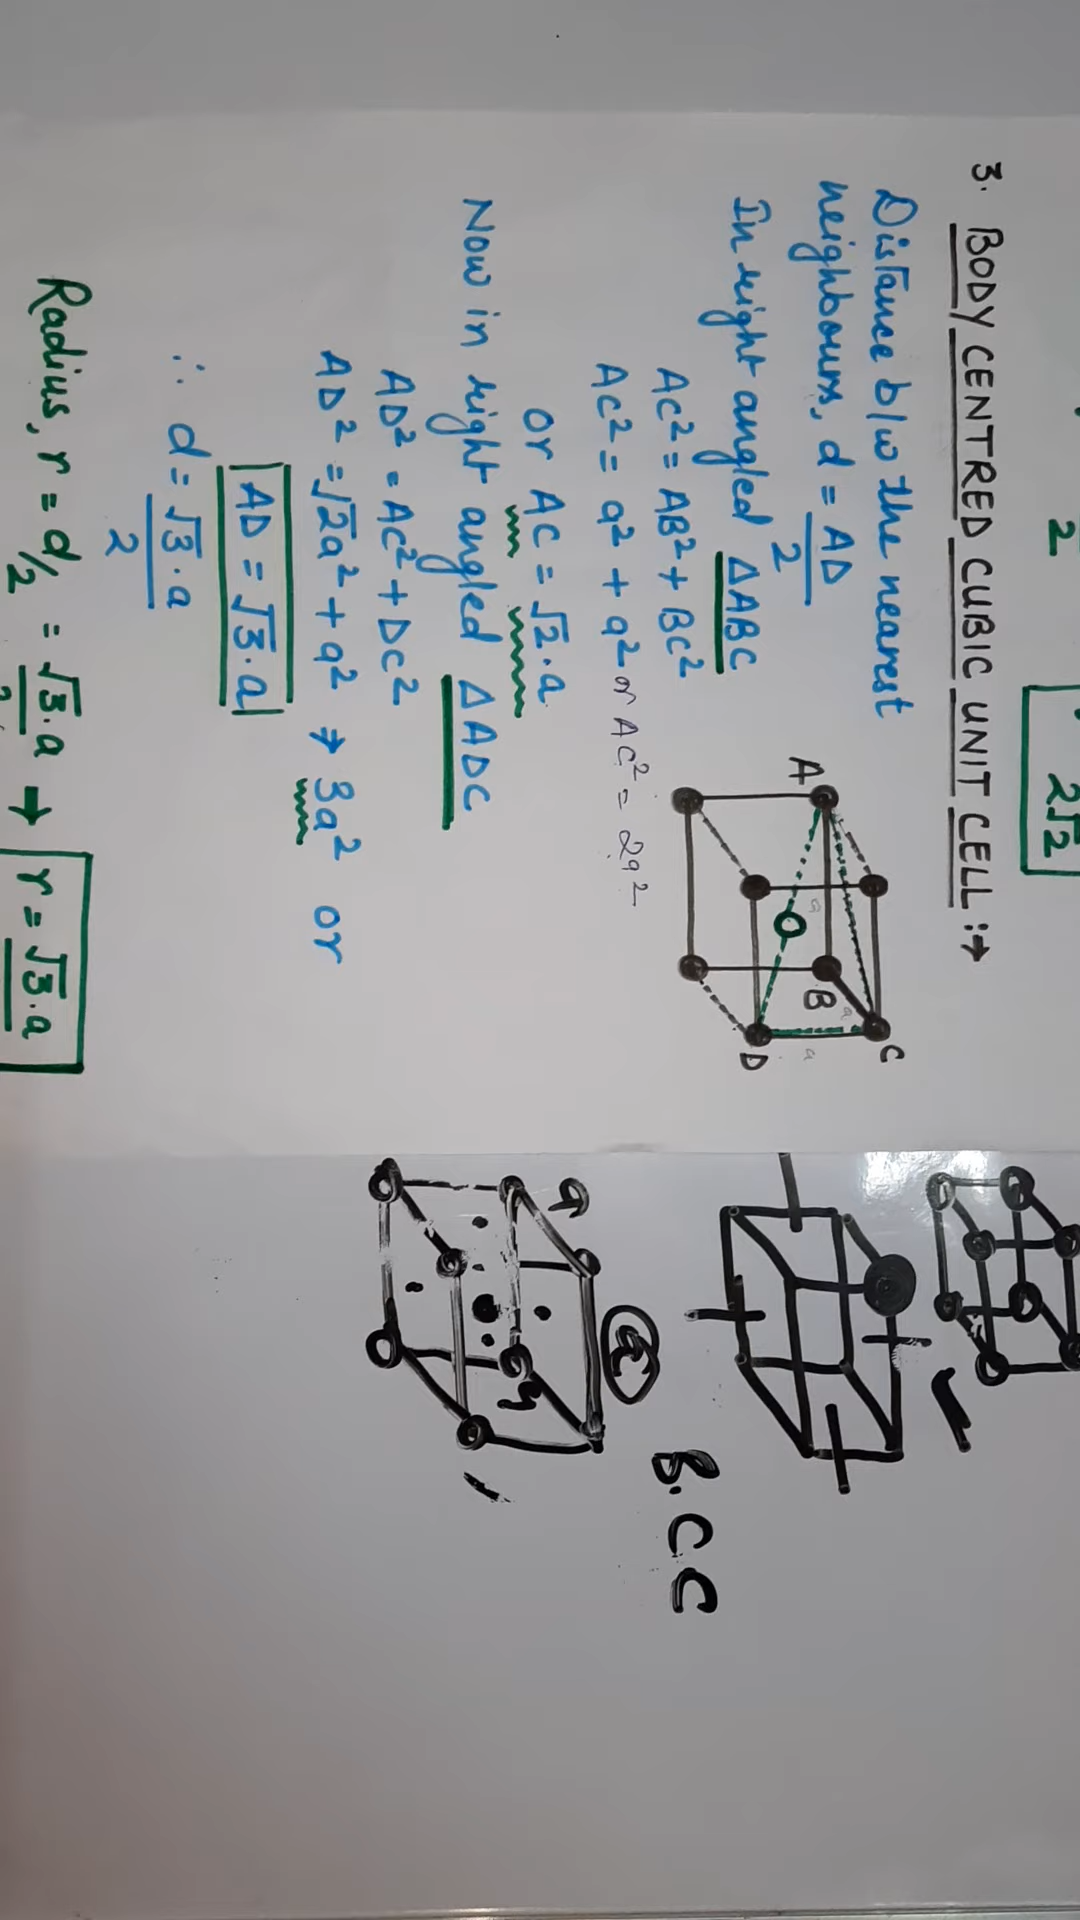 2
2√2
3. BODY CENTRED CUBIC UNIT CELL :→
Distance b/w the nearest
neighbours, d = AD/2
In right angled ΔABC
AC² = AB² + BC²
AC² = a² + a² or AC² = 2a²
or AC = √2.a
Now in right angled ΔADC
AD² = AC² + DC²
AD² = √2a² + a² ⇒ 3a² or
AD = √3.a
∴ d = √3.a/2
Radius, r = d/2 = √3.a/2 → r = √3.a
A
B
C
D
a
a
a
B.C.C